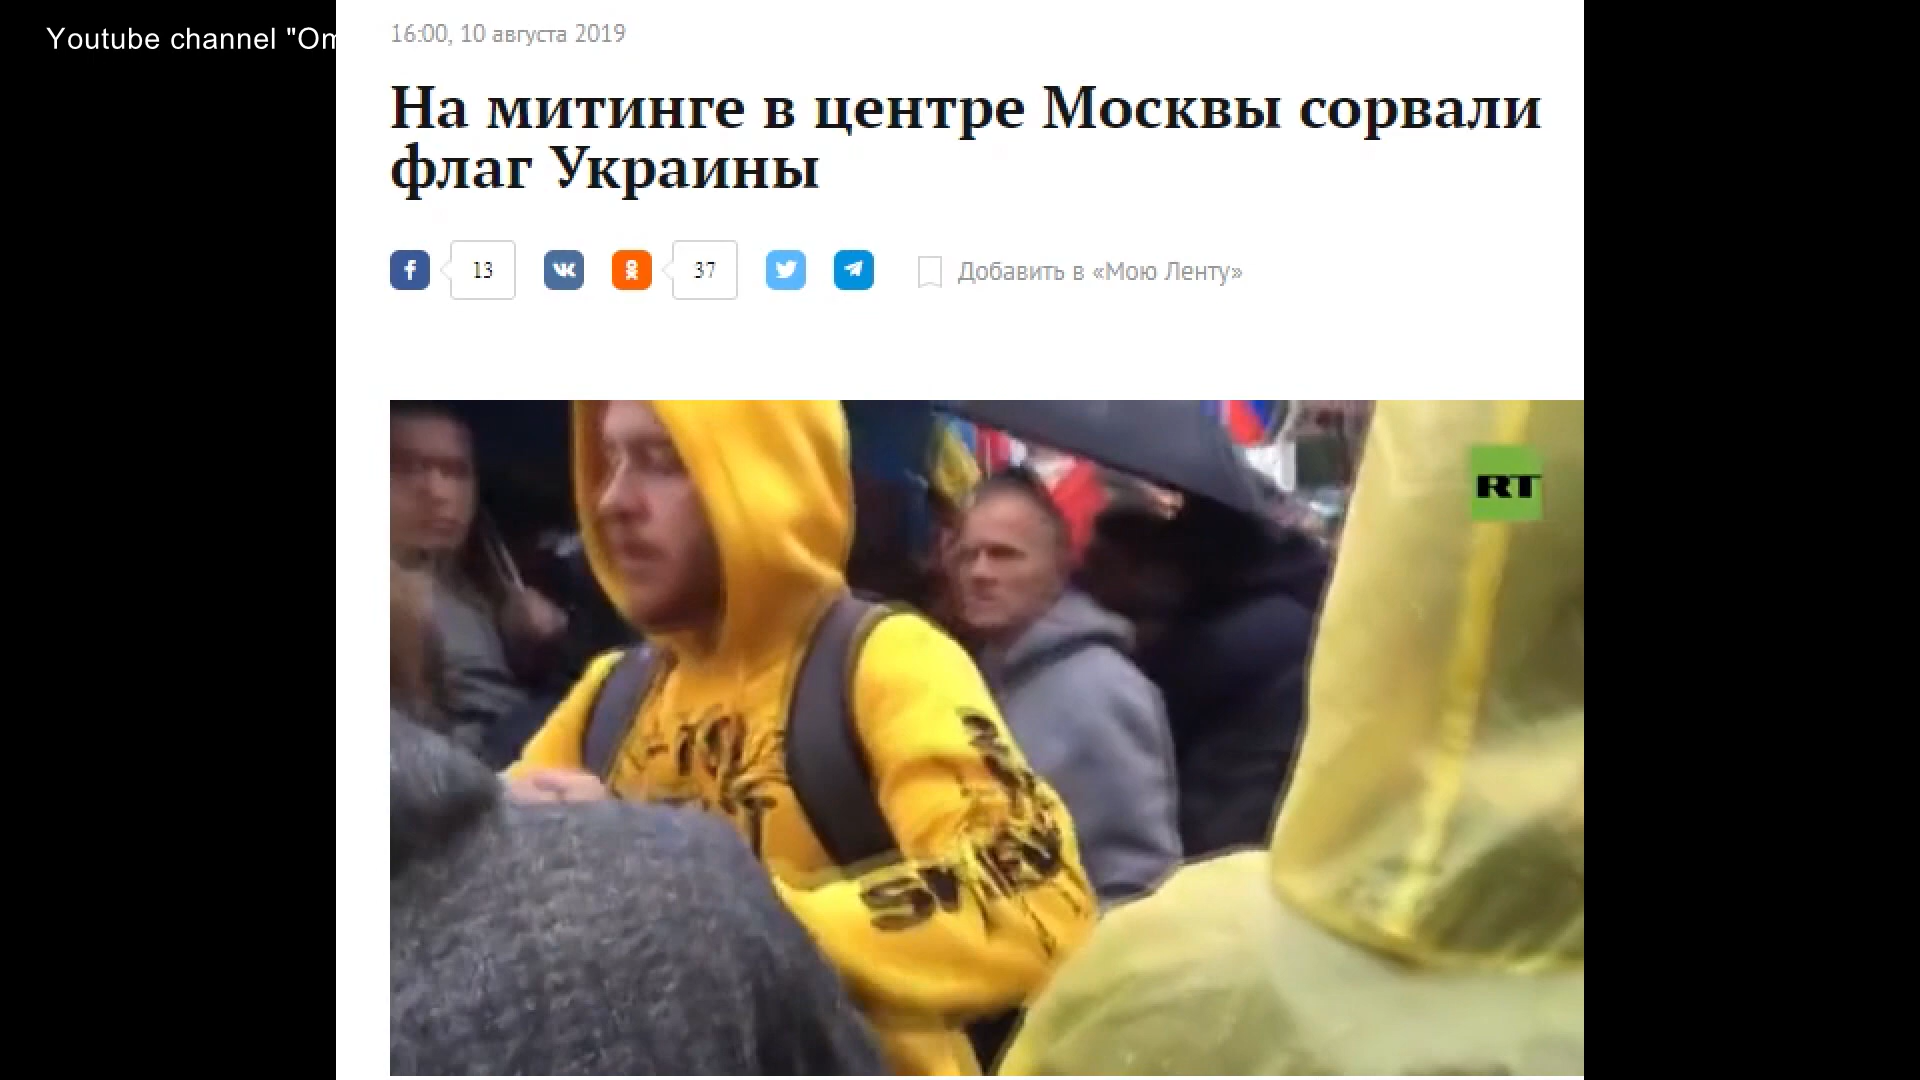 Youtube channel "Om
16:00, 10 августа 2019
На митинге в центре Москвы сорвали
флаг Украины
13
37
Добавить в «Мою Ленту»
RT